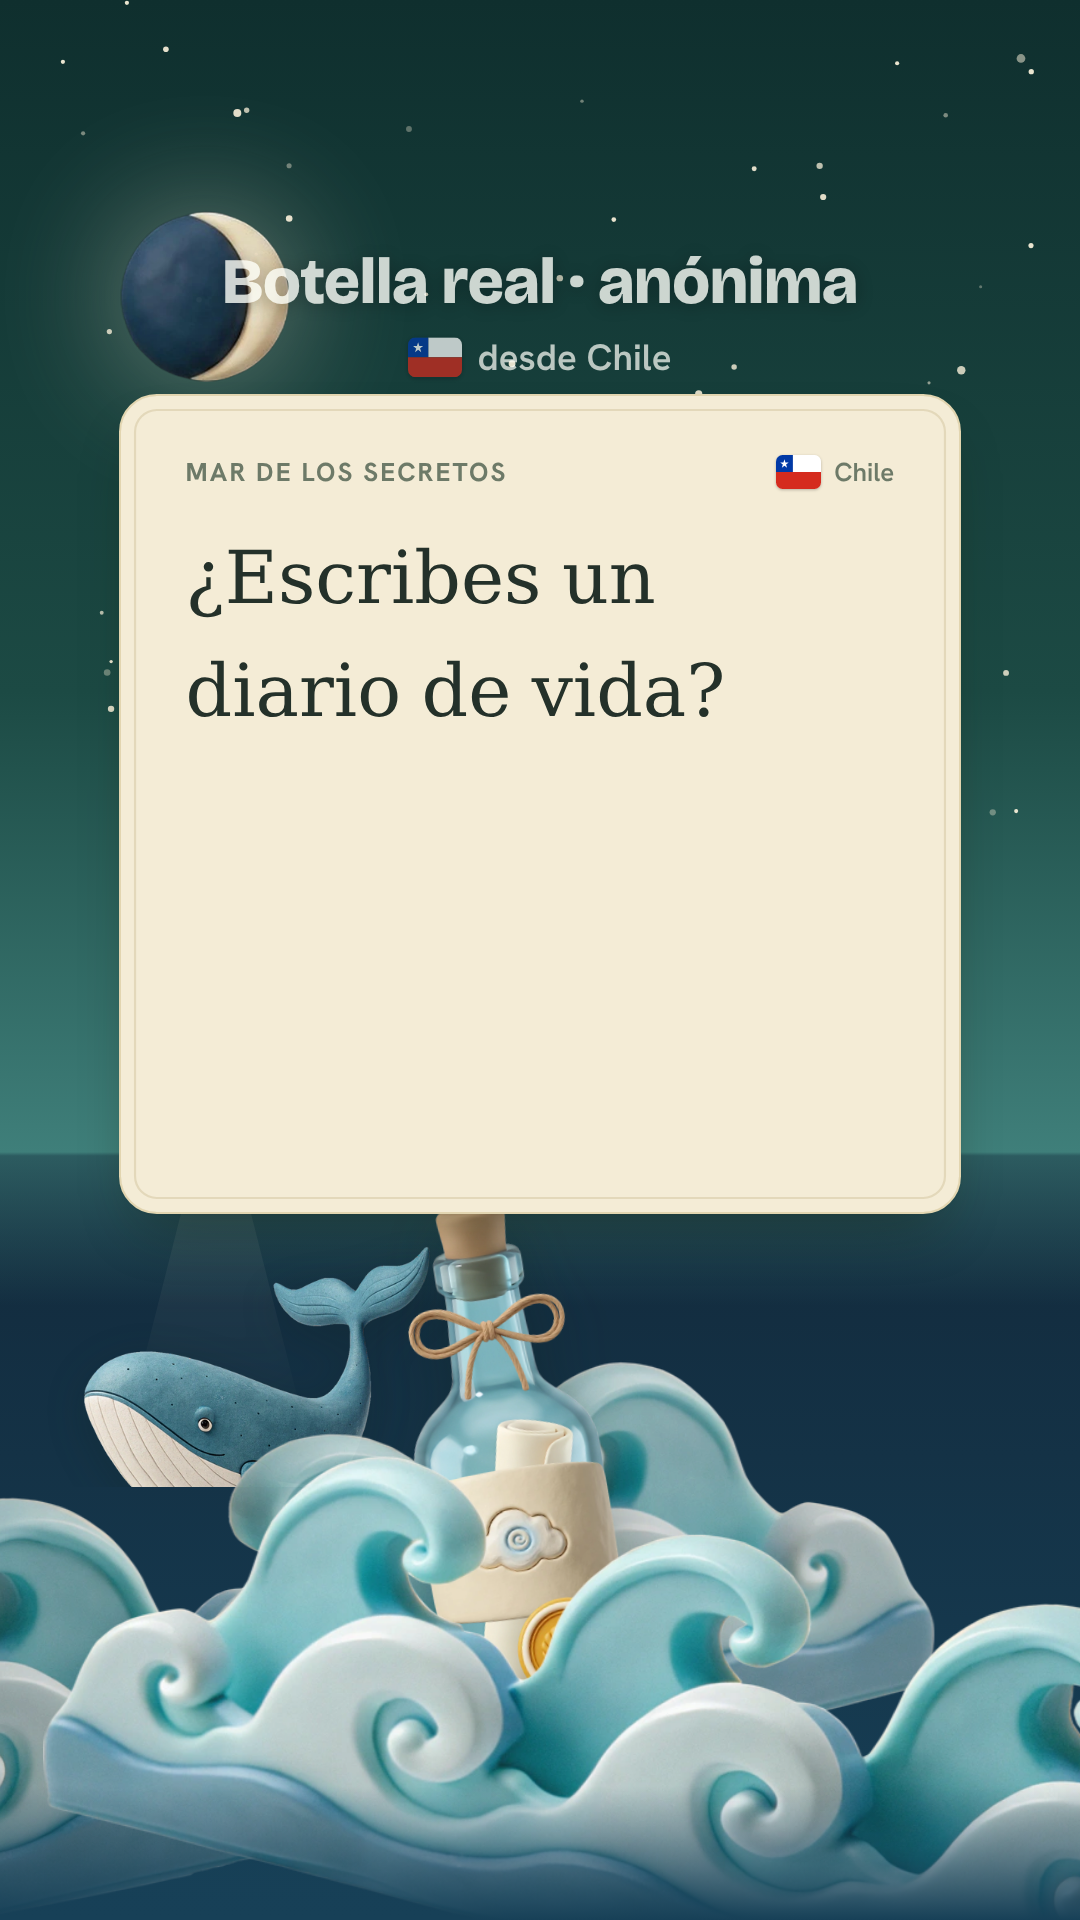 Botella real · anónima
desde Chile
MAR DE LOS SECRETOS
Chile
¿Escribes un
diario de vida?